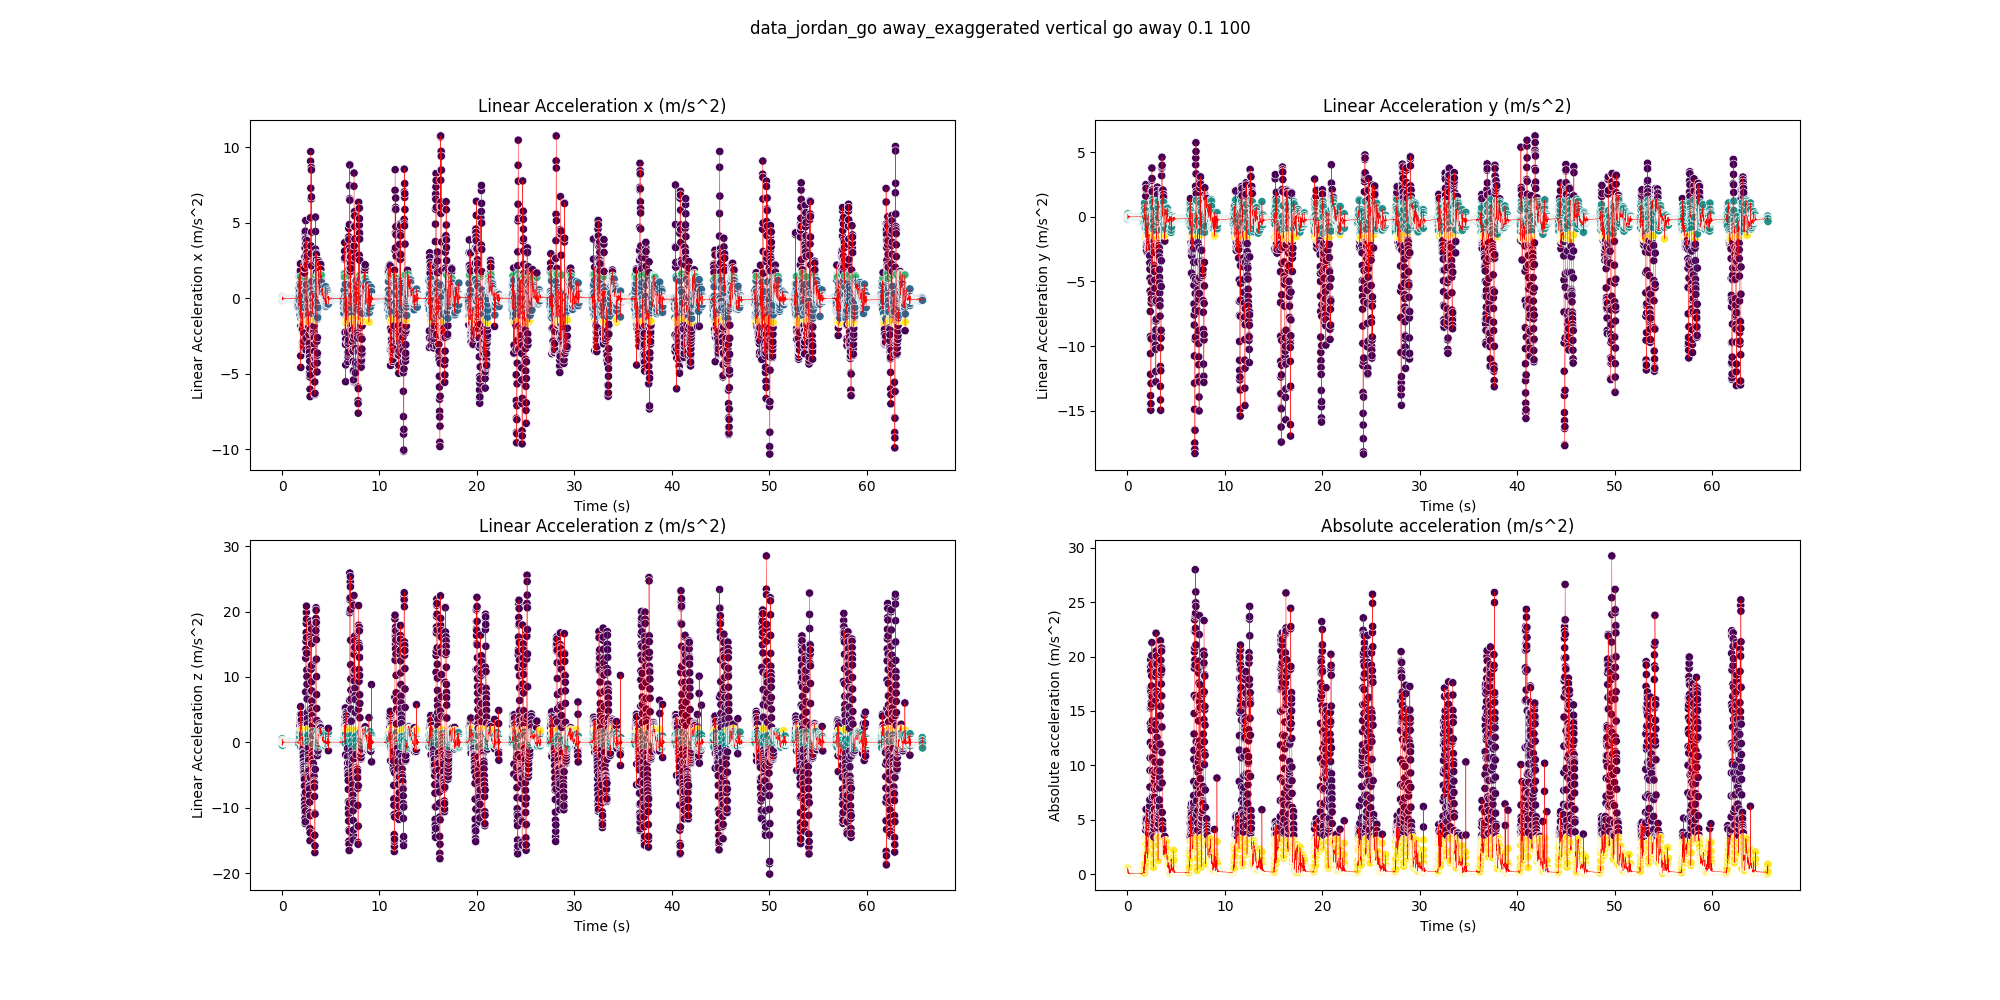 data_jordan_go away_exaggerated vertical go away 0.1 100
Linear Acceleration x (m/s^2)
Linear Acceleration x (m/s^2)
10
5
0
−5
−10
0 10 20 30 40 50 60
Time (s)
Linear Acceleration y (m/s^2)
Linear Acceleration y (m/s^2)
5
0
−5
−10
−15
0 10 20 30 40 50 60
Time (s)
Linear Acceleration z (m/s^2)
Linear Acceleration z (m/s^2)
30
20
10
0
−10
−20
0 10 20 30 40 50 60
Time (s)
Absolute acceleration (m/s^2)
Absolute acceleration (m/s^2)
30
25
20
15
10
5
0
0 10 20 30 40 50 60
Time (s)